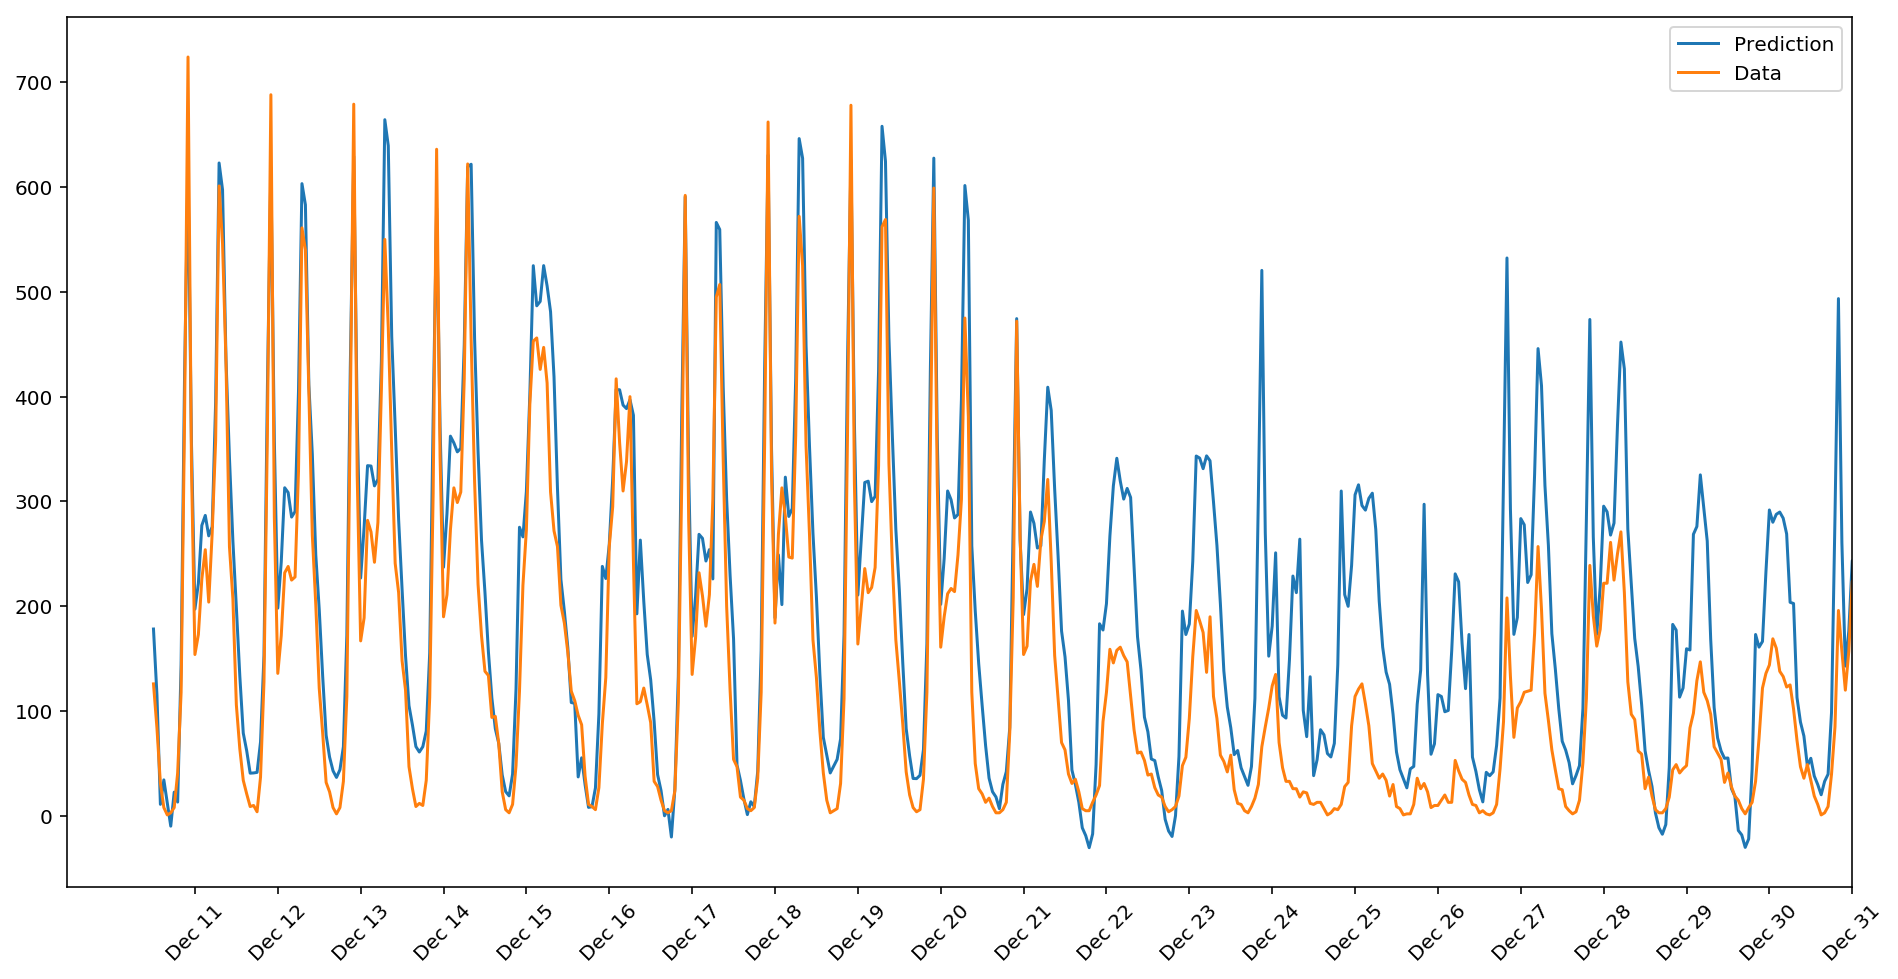 Prediction
Data
700
600
500
400
300
200
100
0
Dec 11
Dec 12
Dec 13
Dec 14
Dec 15
Dec 16
Dec 17
Dec 18
Dec 19
Dec 20
Dec 21
Dec 22
Dec 23
Dec 24
Dec 25
Dec 26
Dec 27
Dec 28
Dec 29
Dec 30
Dec 31